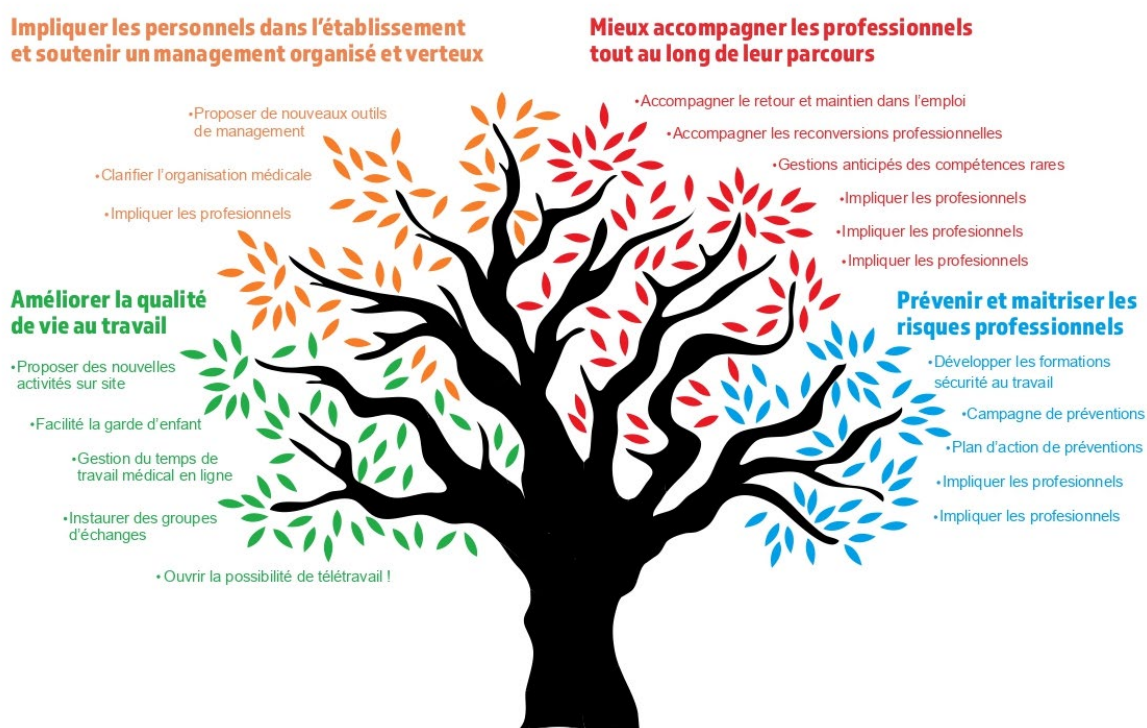 Impliquer les personnels dans l'établissement
et soutenir un management organisé et verteux
•Proposer de nouveaux outils
de management
•Clarifier l'organisation médicale
•Impliquer les profesionnels
Mieux accompagner les professionnels
tout au long de leur parcours
•Accompagner le retour et maintien dans l'emploi
•Accompagner les reconversions professionnelles
•Gestions anticipés des compétences rares
•Impliquer les profesionnels
•Impliquer les profesionnels
•Impliquer les profesionnels
Améliorer la qualité
de vie au travail
•Proposer des nouvelles
activités sur site
•Facilité la garde d'enfant
•Gestion du temps de
travail médical en ligne
•Instaurer des groupes
d'échanges
•Ouvrir la possibilité de télétravail !
Prévenir et maitriser les
risques professionnels
•Développer les formations
sécurité au travail
•Campagne de préventions
•Plan d'action de préventions
•Impliquer les profesionnels
•Impliquer les profesionnels